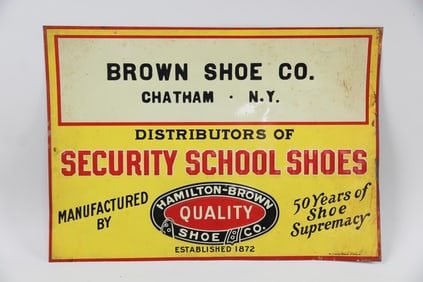 BROWN SHOE CO.
CHATHAM · N.Y.
DISTRIBUTORS OF
SECURITY SCHOOL SHOES
MANUFACTURED
BY
HAMILTON-BROWN
QUALITY
SHOE CO.
ESTABLISHED 1872
50 Years of
Shoe
Supremacy